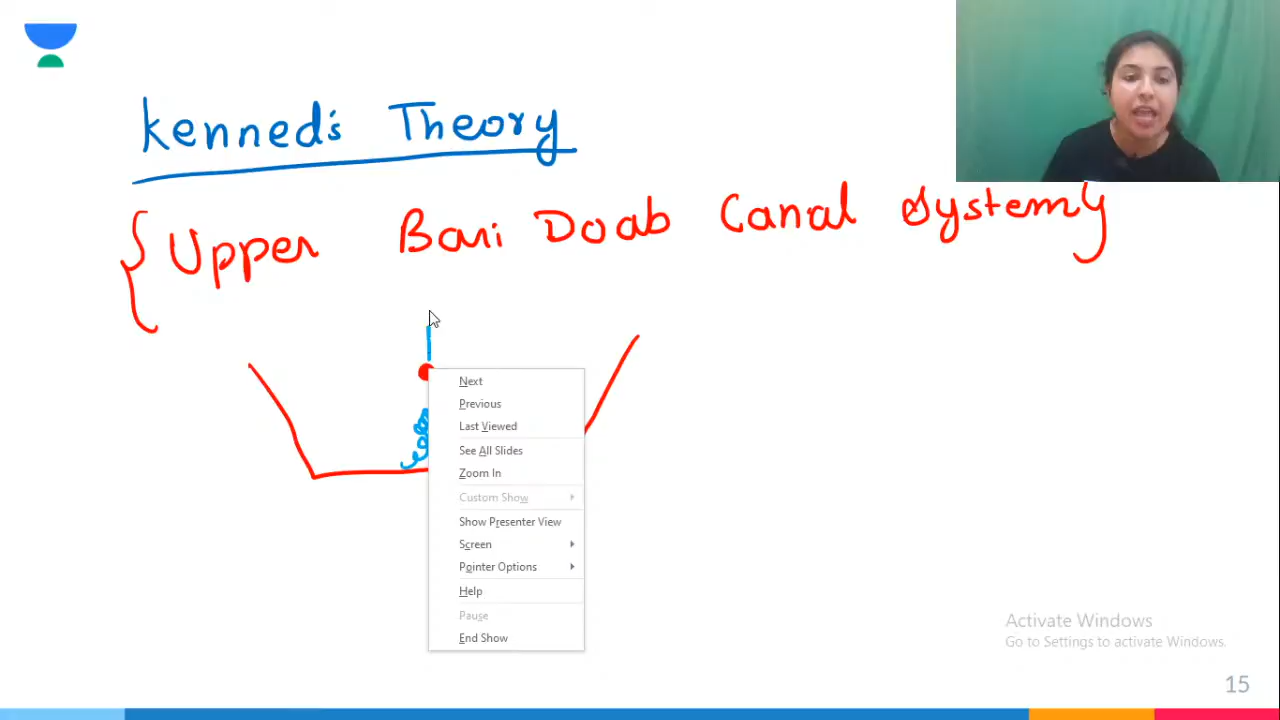 Kenned's Theory
Upper Bari Doab Canal System
Next
Previous
Last Viewed
See All Slides
Zoom In
Custom Show
Show Presenter View
Screen
Pointer Options
Help
Pause
End Show
Activate Windows
Go to Settings to activate Windows.
15